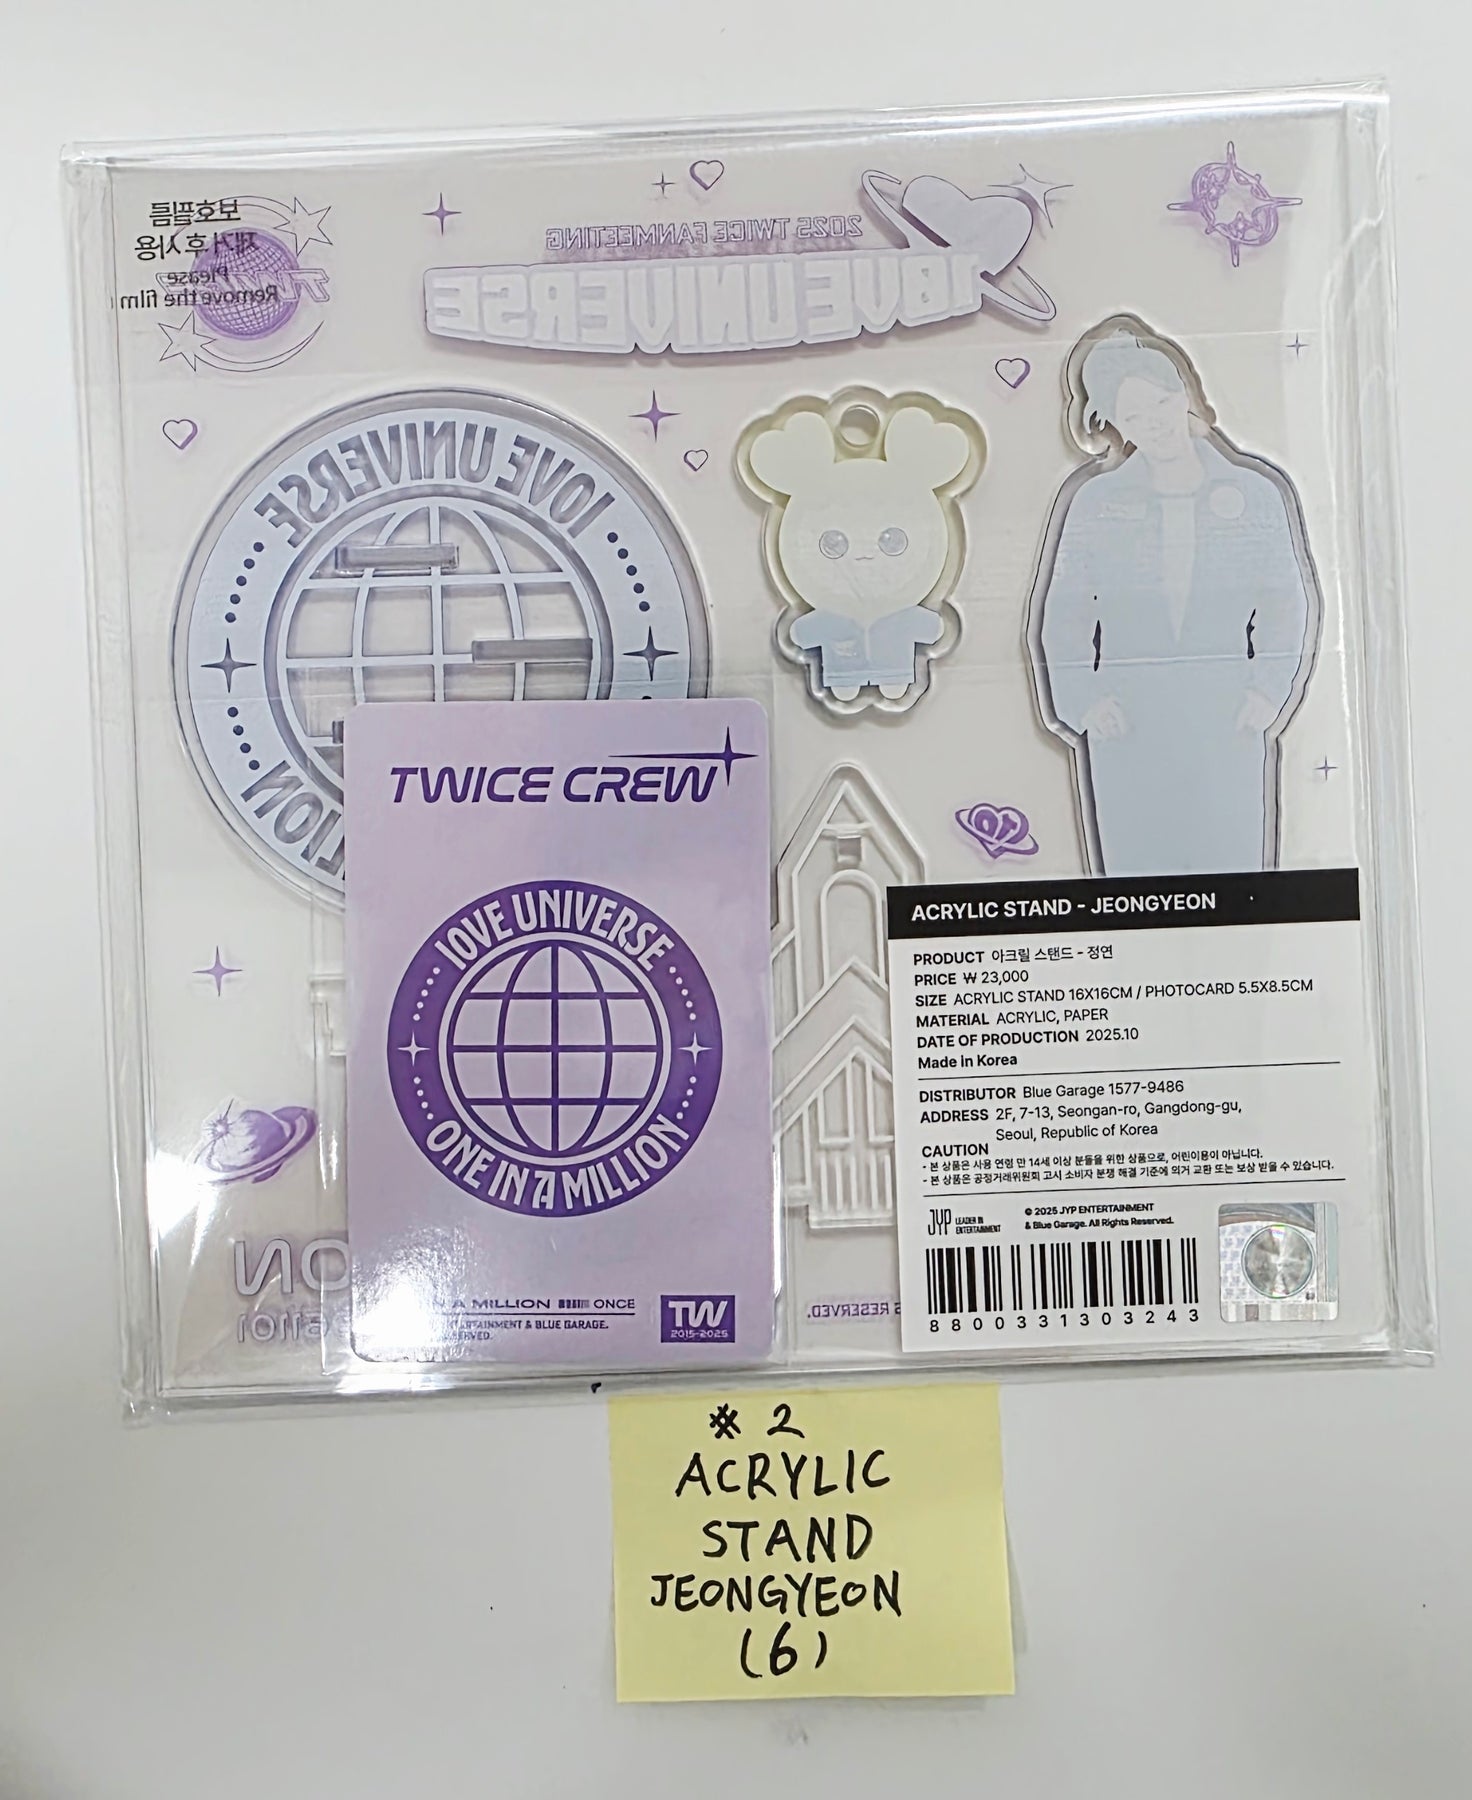 보호필름
제거후사용
Please
Remove the film
2025 TWICE FANMEETING
10VE UNIVERSE
10VE UNIVERSE
LION
TWICE CREW
10VE UNIVERSE
ONE IN A MILLION
A MILLION ONCE
& BLUE GARAGE.
TW
2015-2025
RESERVED.
ACRYLIC STAND - JEONGYEON
PRODUCT 아크릴 스탠드 - 정연
PRICE ₩ 23,000
SIZE ACRYLIC STAND 16X16CM / PHOTOCARD 5.5X8.5CM
MATERIAL ACRYLIC, PAPER
DATE OF PRODUCTION 2025.10
Made in Korea
DISTRIBUTOR Blue Garage 1577-9486
ADDRESS 2F, 7-13, Seongan-ro, Gangdong-gu,
Seoul, Republic of Korea
CAUTION
- 본 상품은 사용 연령 만 14세 이상 분들을 위한 상품으로, 어린이용이 아닙니다.
- 본 상품은 공정거래위원회 고시 소비자 분쟁 해결 기준에 의거 교환 또는 보상 받을 수 있습니다.
JYP LEADER IN
ENTERTAINMENT
© 2025 JYP ENTERTAINMENT
& Blue Garage. All Rights Reserved.
8800331303243
# 2
ACRYLIC
STAND
JEONGYEON
(6)